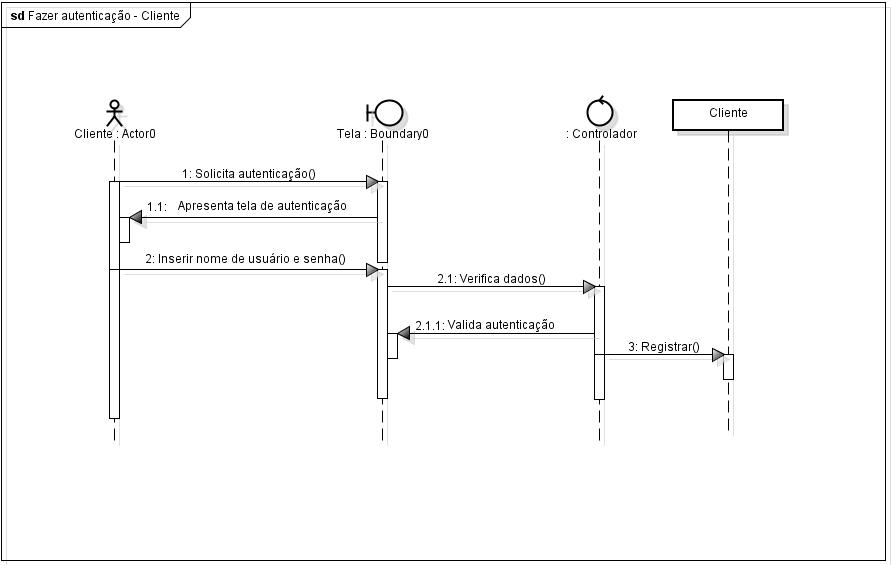 sd Fazer autenticação - Cliente
Cliente : Actor0
Tela : Boundary0
: Controlador
Cliente
1: Solicita autenticação()
1.1: Apresenta tela de autenticação
2: Inserir nome de usuário e senha()
2.1: Verifica dados()
2.1.1: Valida autenticação
3: Registrar()